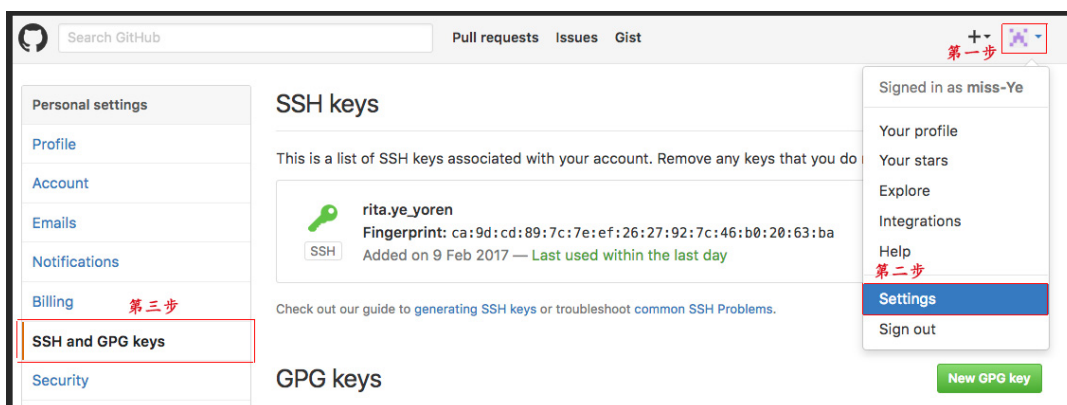 Search GitHub
Pull requests Issues Gist
第一步
Signed in as miss-Ye
Your profile
Your stars
Explore
Integrations
Help
第二步
Settings
Sign out
Personal settings
Profile
Account
Emails
Notifications
Billing
第三步
SSH and GPG keys
Security
SSH keys
This is a list of SSH keys associated with your account. Remove any keys that you do
rita.ye_yoren
Fingerprint: ca:9d:cd:89:7c:7e:ef:26:27:92:7c:46:b0:20:63:ba
SSH
Added on 9 Feb 2017 — Last used within the last day
Check out our guide to generating SSH keys or troubleshoot common SSH Problems.
GPG keys
New GPG key